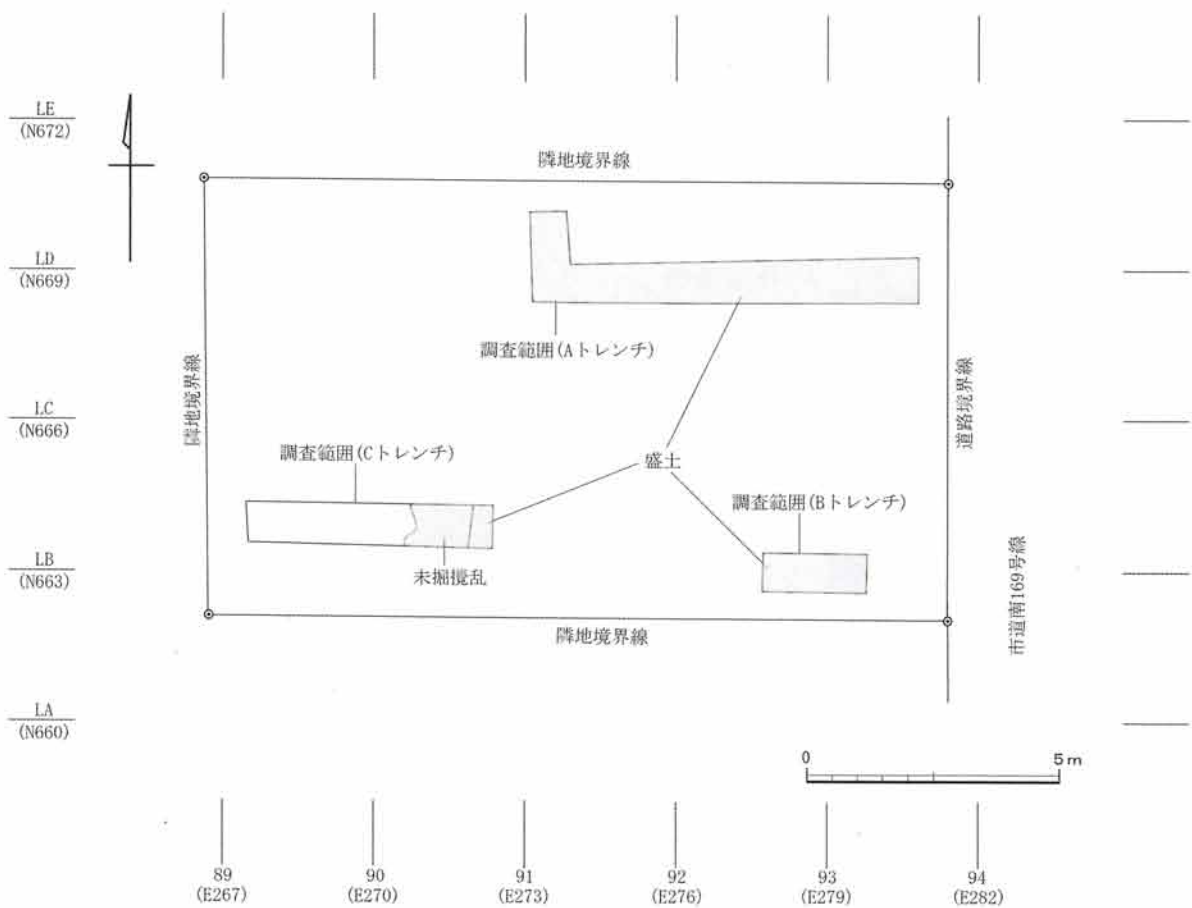 LE
(N672)
隣地境界線
LD
(N669)
調査範囲(Aトレンチ)
隣地境界線
道路境界線
LC
(N666)
調査範囲(Cトレンチ)
盛土
調査範囲(Bトレンチ)
LB
(N663)
未掘攪乱
市道南169号線
隣地境界線
LA
(N660)
0
5m
89
(E267)
90
(E270)
91
(E273)
92
(E276)
93
(E279)
94
(E282)